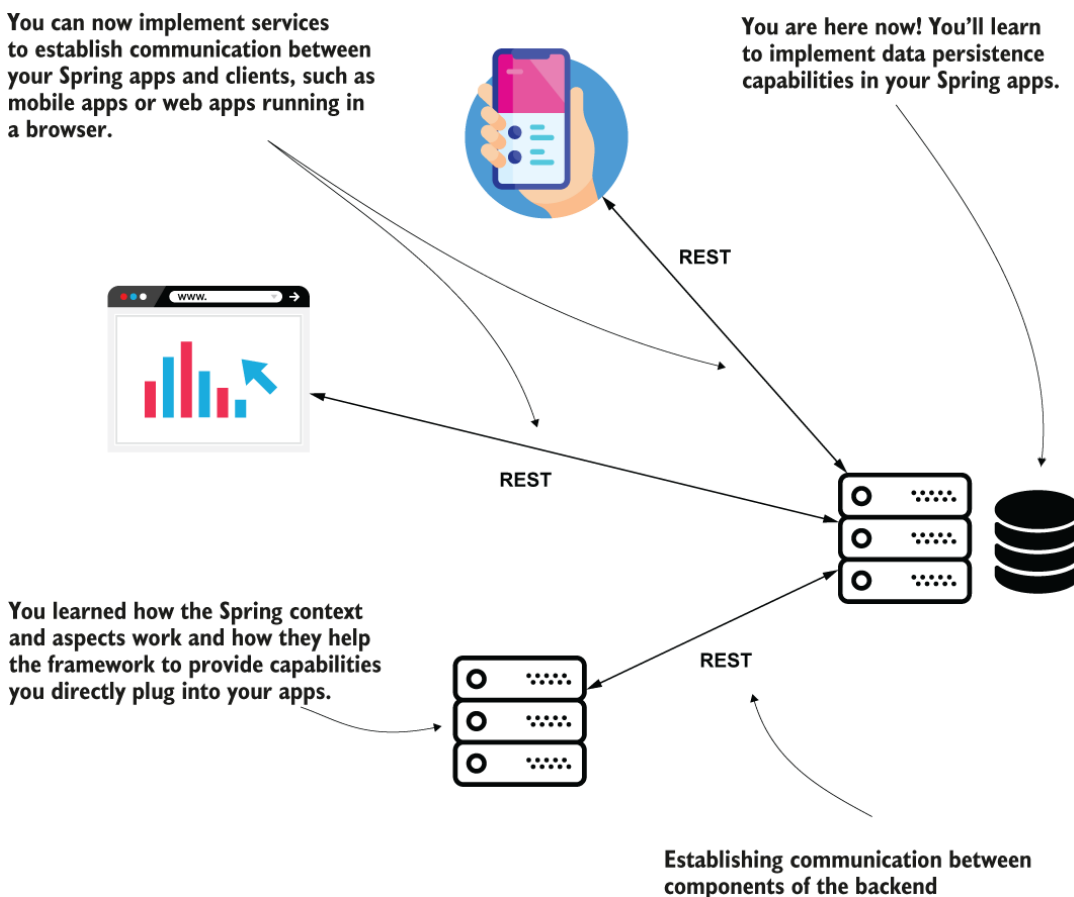 You can now implement services
to establish communication between
your Spring apps and clients, such as
mobile apps or web apps running in
a browser.
You are here now! You’ll learn
to implement data persistence
capabilities in your Spring apps.
REST
www.
REST
You learned how the Spring context
and aspects work and how they help
the framework to provide capabilities
you directly plug into your apps.
REST
Establishing communication between
components of the backend